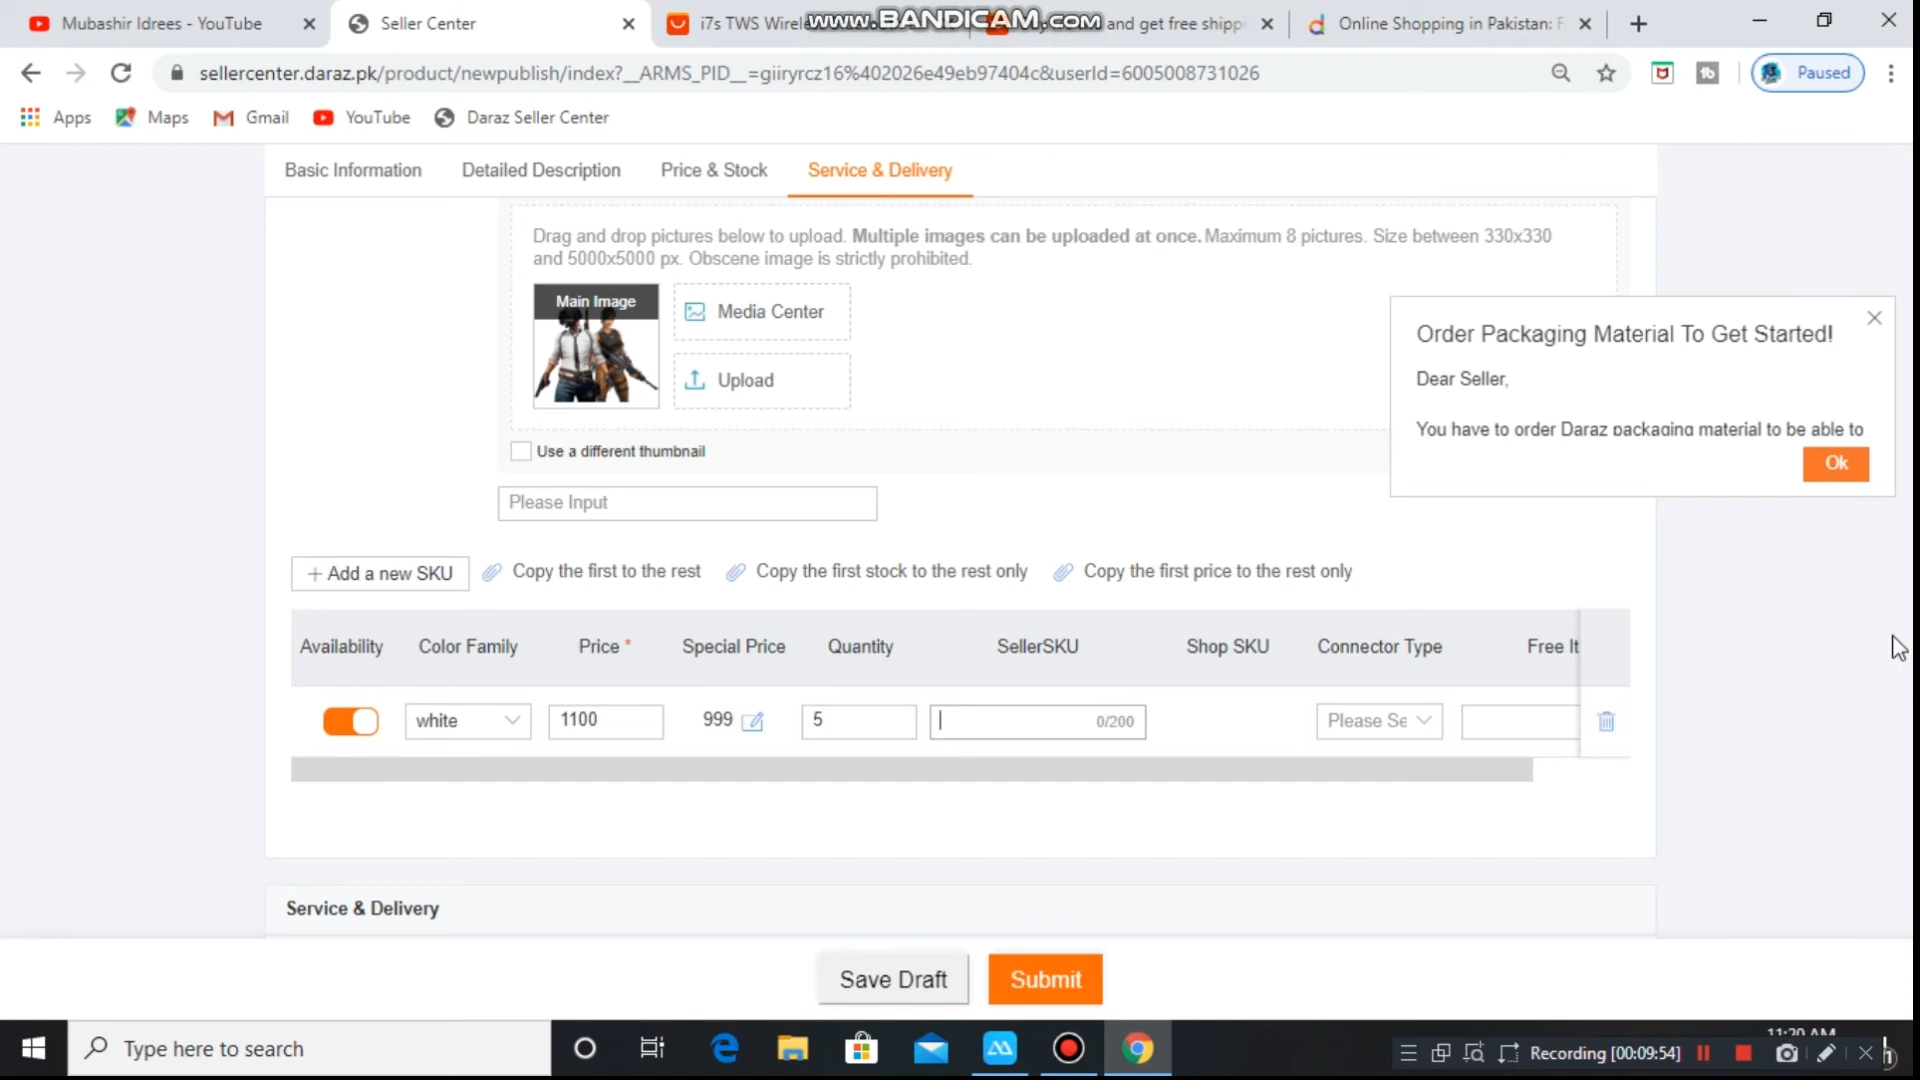 Mubashir Idrees - YouTube
Seller Center
i7s TWS Wirele
www.BANDICAM.com
and get free shippi
Online Shopping in Pakistan: F
sellercenter.daraz.pk/product/newpublish/index?__ARMS_PID__=giiryrcz16%402026e49eb97404c&userId=6005008731026
Paused
Apps
Maps
Gmail
YouTube
Daraz Seller Center
Basic Information
Detailed Description
Price & Stock
Service & Delivery
Drag and drop pictures below to upload. Multiple images can be uploaded at once. Maximum 8 pictures. Size between 330x330
and 5000x5000 px. Obscene image is strictly prohibited.
Main Image
Media Center
Upload
Order Packaging Material To Get Started!
Dear Seller,
You have to order Daraz packaging material to be able to
Ok
Use a different thumbnail
Please Input
+ Add a new SKU
Copy the first to the rest
Copy the first stock to the rest only
Copy the first price to the rest only
Availability
Color Family
Price *
Special Price
Quantity
SellerSKU
Shop SKU
Connector Type
Free It
white
1100
999
5
0/200
Please Se
Service & Delivery
Save Draft
Submit
Type here to search
11:20 AM
Recording [00:09:54]